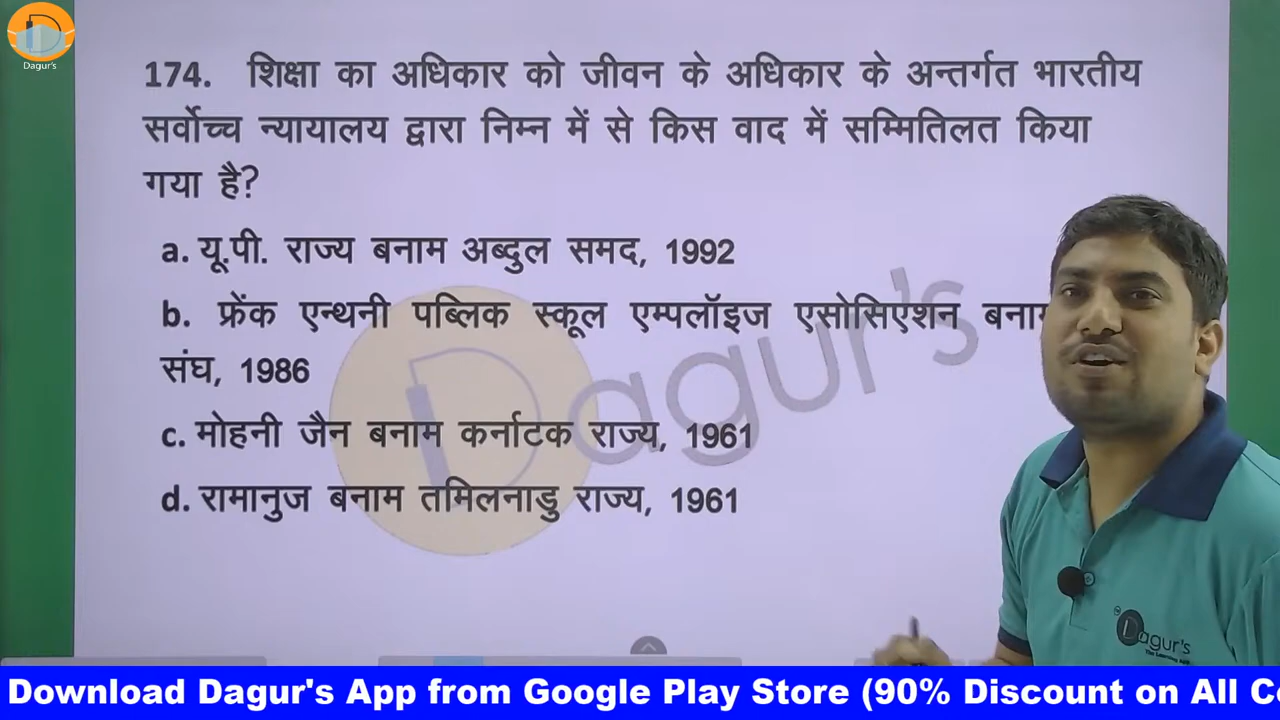 Dagur's
174. शिक्षा का अधिकार को जीवन के अधिकार के अन्तर्गत भारतीय
सर्वोच्च न्यायालय द्वारा निम्न में से किस वाद में सम्मितिलत किया
गया है?
a. यू.पी. राज्य बनाम अब्दुल समद, 1992
b. फ्रेंक एन्थनी पब्लिक स्कूल एम्पलॉइज एसोसिएशन बनाम
संघ, 1986
c. मोहनी जैन बनाम कर्नाटक राज्य, 1961
d. रामानुज बनाम तमिलनाडु राज्य, 1961
Dagur's
Dagur's
Download Dagur's App from Google Play Store (90% Discount on All